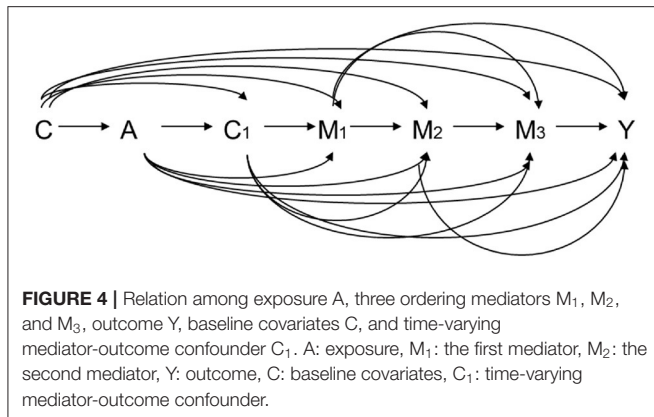 C A C1 M1 M2 M3 Y
FIGURE 4 | Relation among exposure A, three ordering mediators M1, M2,
and M3, outcome Y, baseline covariates C, and time-varying
mediator-outcome confounder C1. A: exposure, M1: the first mediator, M2: the
second mediator, Y: outcome, C: baseline covariates, C1: time-varying
mediator-outcome confounder.